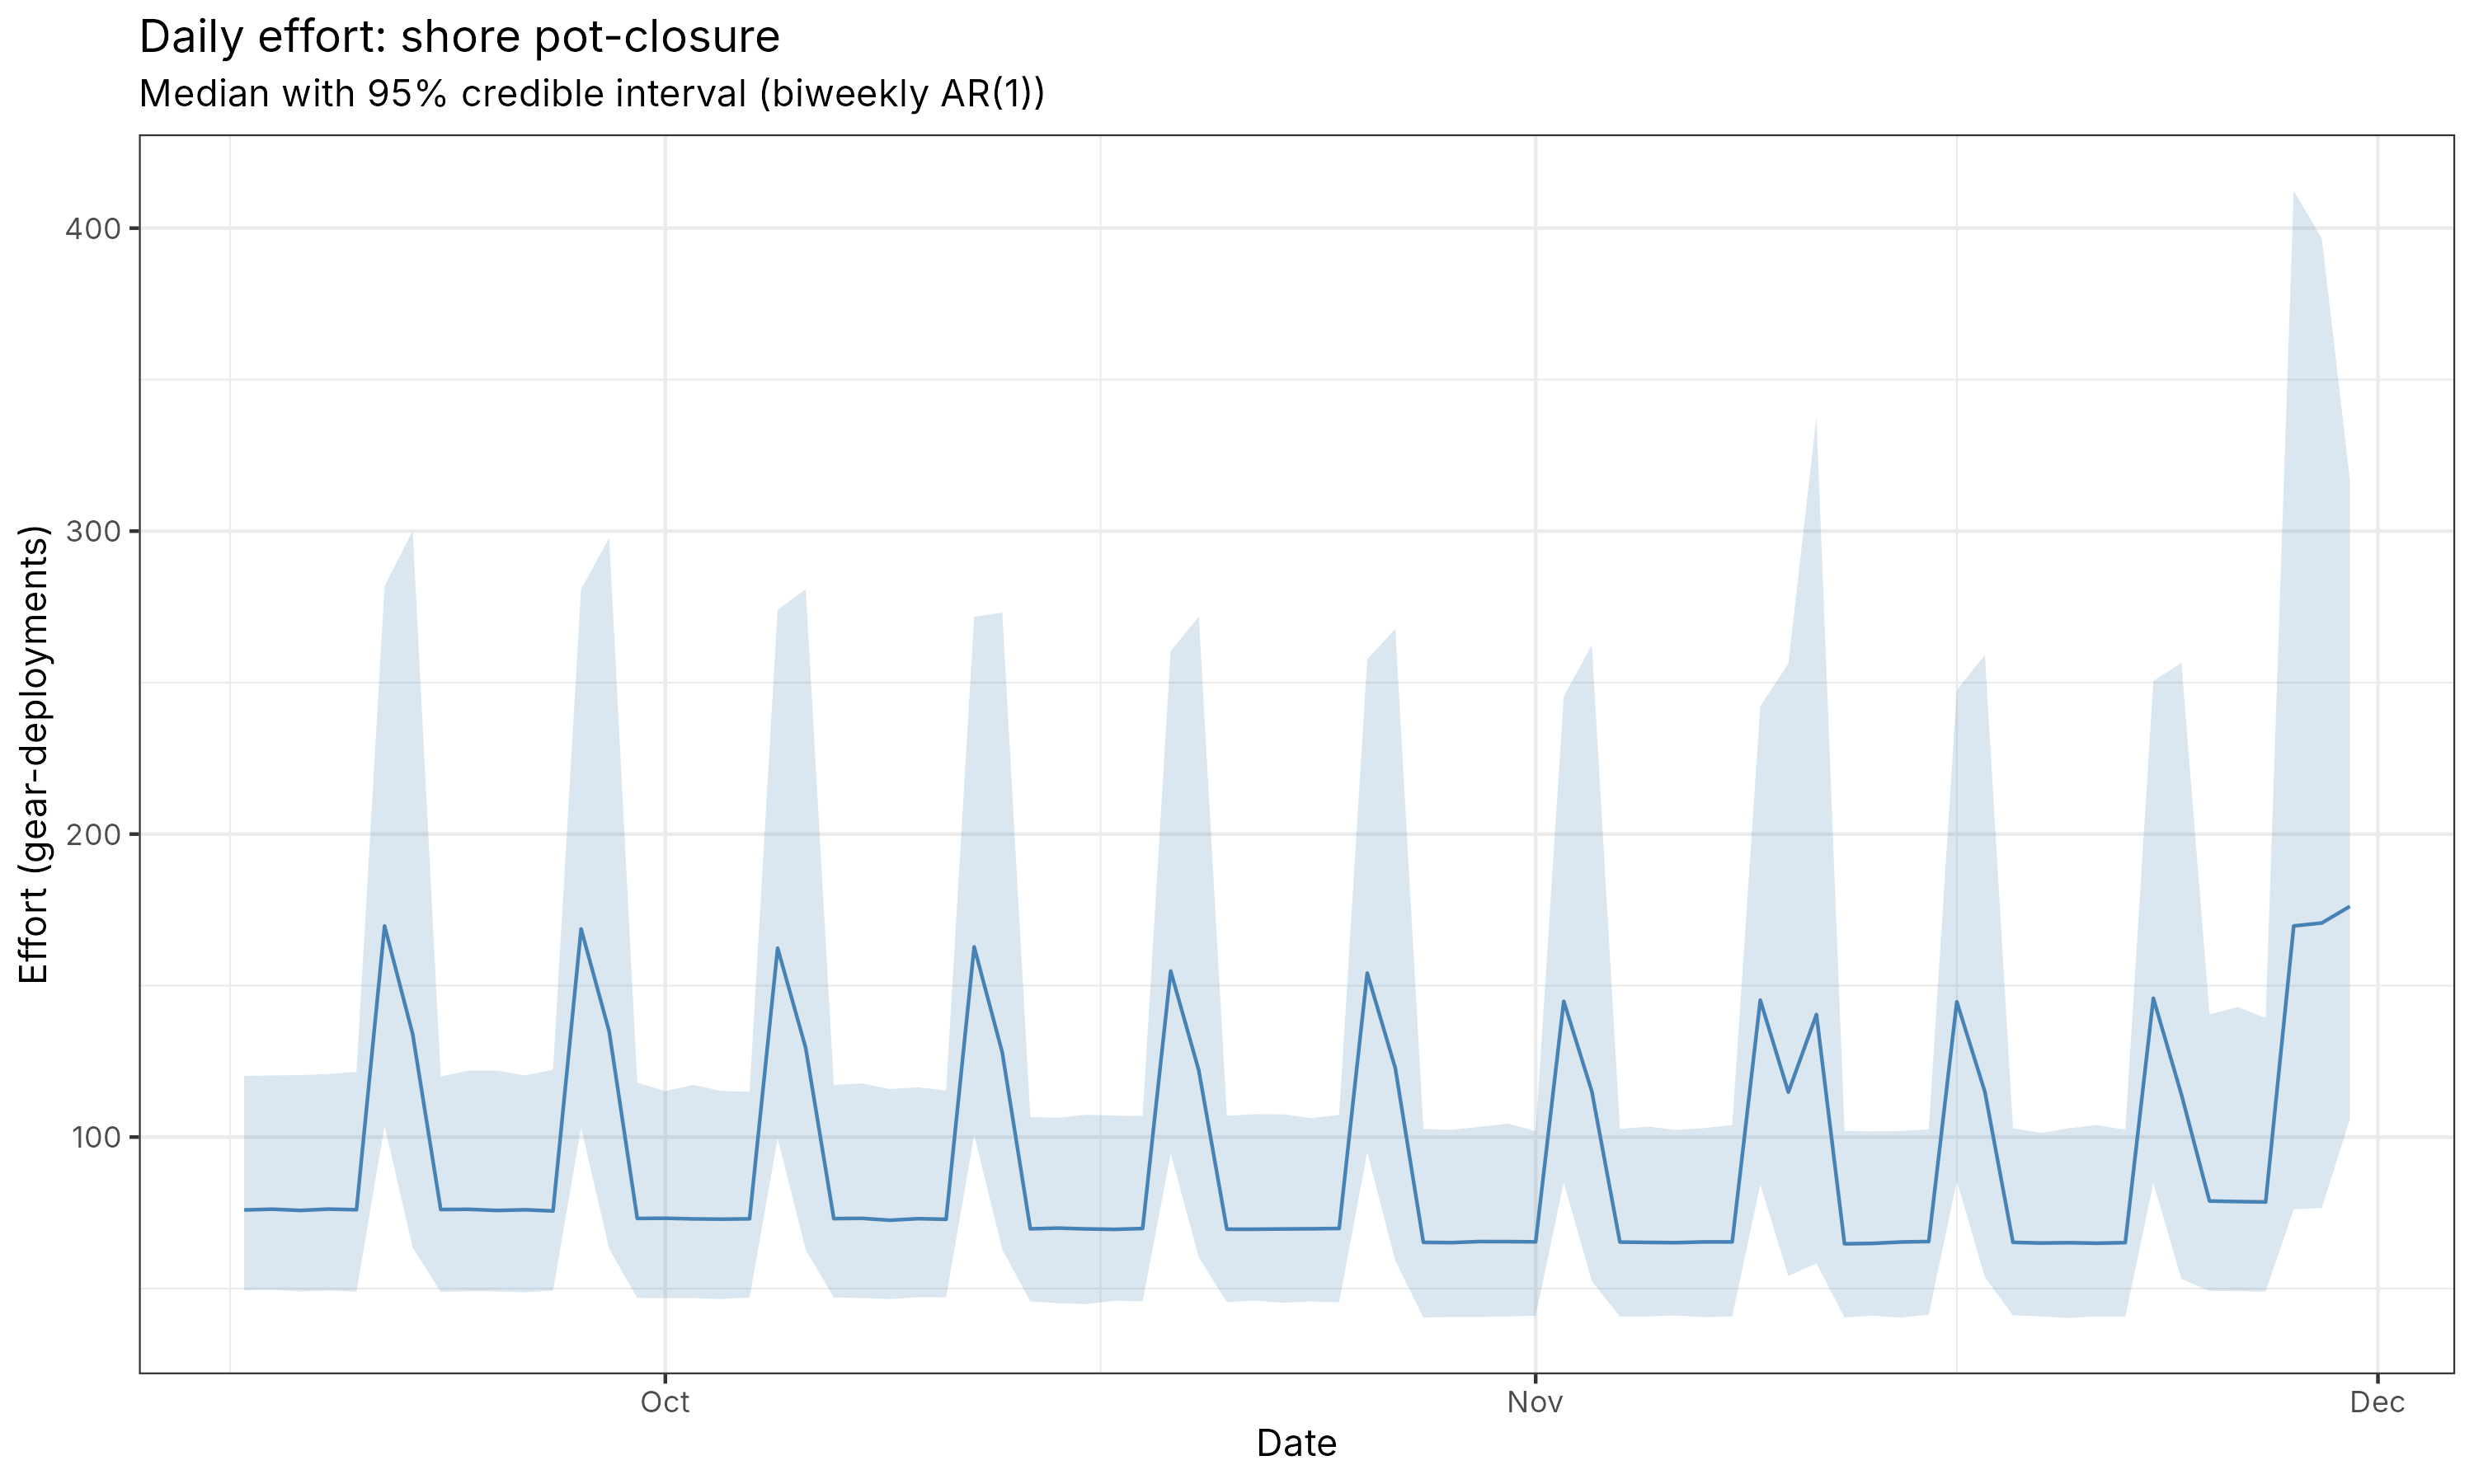 Daily effort: shore pot-closure
Median with 95% credible interval (biweekly AR(1))
Effort (gear-deployments)
400
300
200
100
Oct
Nov
Dec
Date